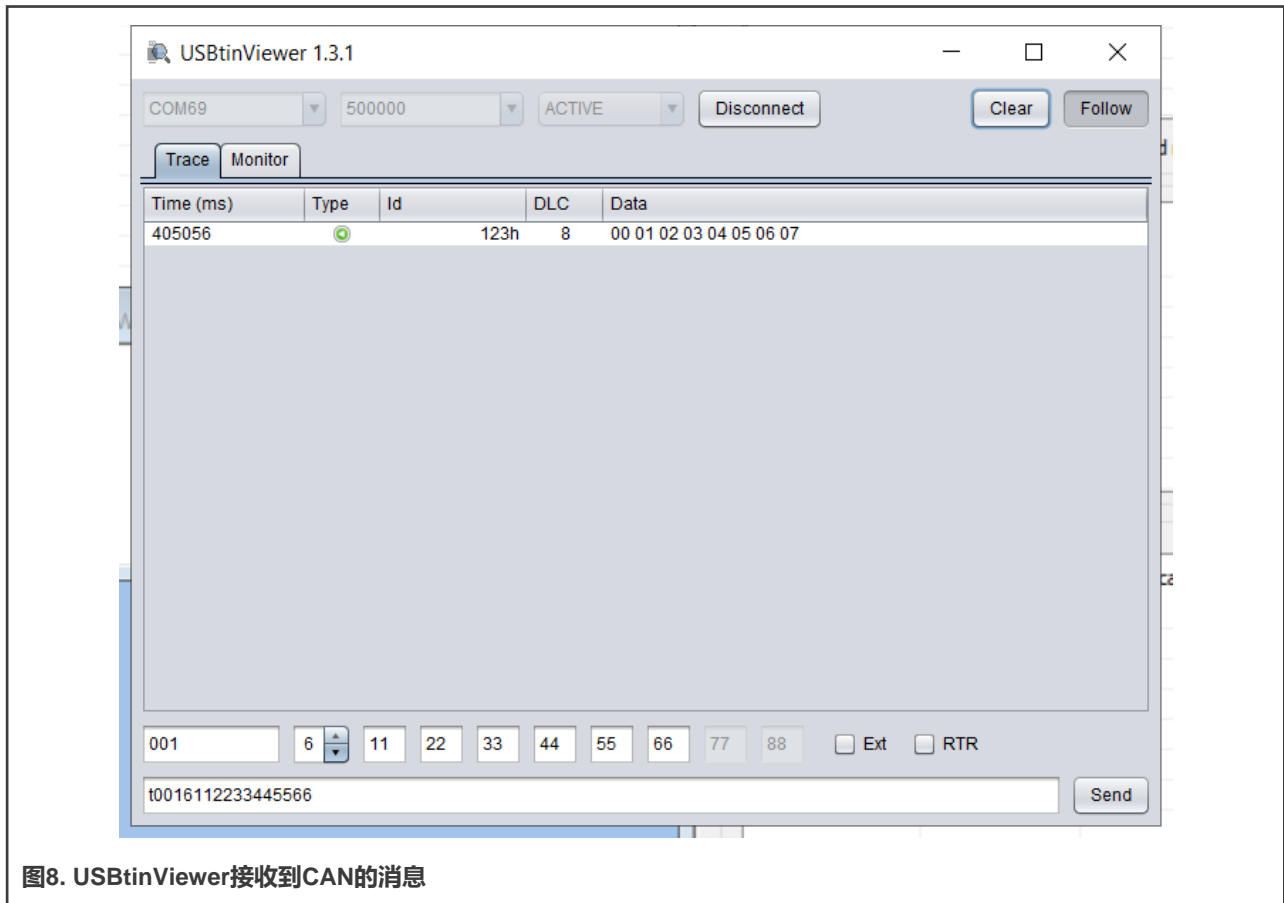 USBtinViewer 1.3.1
COM69 500000 ACTIVE Disconnect Clear Follow
Trace Monitor
Time (ms) Type Id DLC Data
405056 123h 8 00 01 02 03 04 05 06 07
001 6 11 22 33 44 55 66 77 88 Ext RTR
t0016112233445566 Send
图8. USBtinViewer接收到CAN的消息